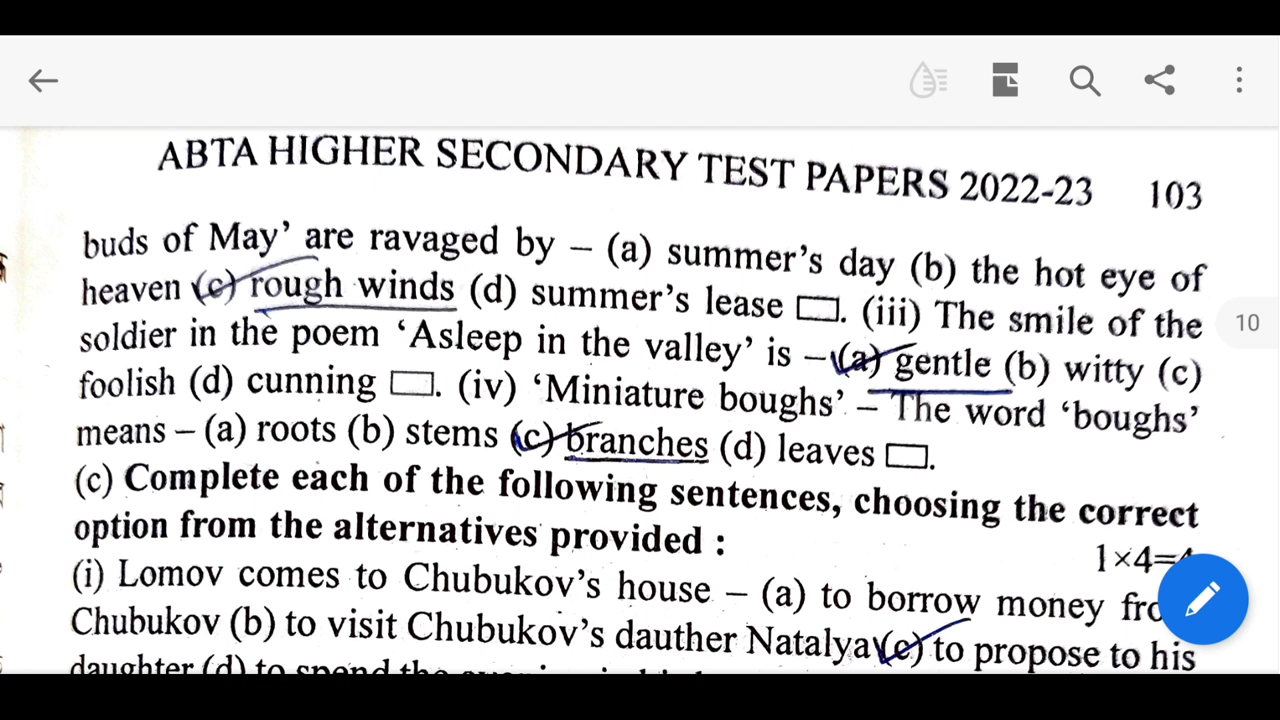 ABTA HIGHER SECONDARY TEST PAPERS 2022-23 103
buds of May' are ravaged by – (a) summer's day (b) the hot eye of
heaven (c) rough winds (d) summer's lease ▭. (iii) The smile of the
10
soldier in the poem 'Asleep in the valley' is – (a) gentle (b) witty (c)
foolish (d) cunning ▭. (iv) 'Miniature boughs' – The word 'boughs'
means – (a) roots (b) stems (c) branches (d) leaves ▭.
(c) Complete each of the following sentences, choosing the correct
option from the alternatives provided :
1×4=4
(i) Lomov comes to Chubukov's house – (a) to borrow money fro
Chubukov (b) to visit Chubukov's dauther Natalya (c) to propose to his
daughter (d) to spend the